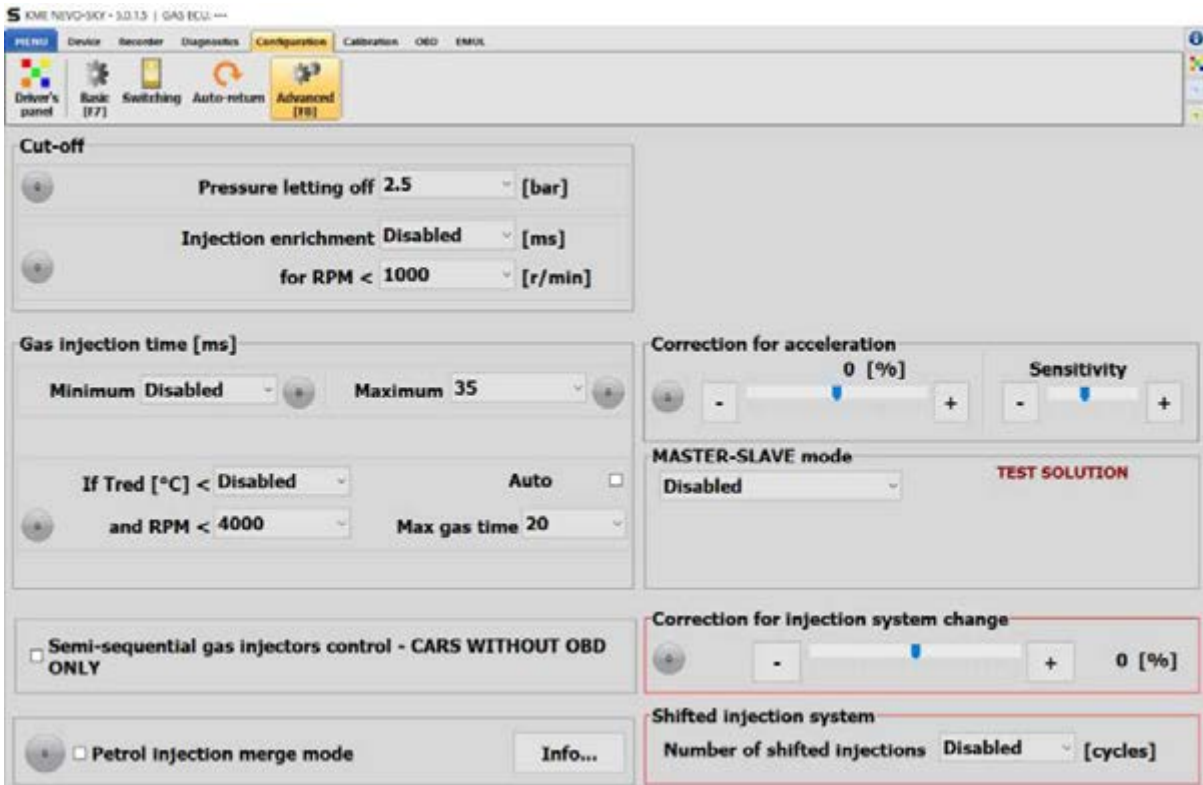 KME NEVO-SKY - 5.0.1.5 | GAS ECU: ---
MENU Device Recorder Diagnostics Configuration Calibration OBD EMUL
Driver's panel Basic [F7] Switching Auto-return Advanced [F8]
Cut-off
Pressure letting off 2.5 [bar]
Injection enrichment Disabled [ms]
for RPM < 1000 [r/min]
Gas injection time [ms]
Minimum Disabled Maximum 35
If Tred [°C] < Disabled Auto
and RPM < 4000 Max gas time 20
Correction for acceleration
0 [%] Sensitivity
- + - +
MASTER-SLAVE mode
Disabled TEST SOLUTION
Semi-sequential gas injectors control - CARS WITHOUT OBD
ONLY
Correction for injection system change
- + 0 [%]
Petrol injection merge mode Info...
Shifted injection system
Number of shifted injections Disabled [cycles]